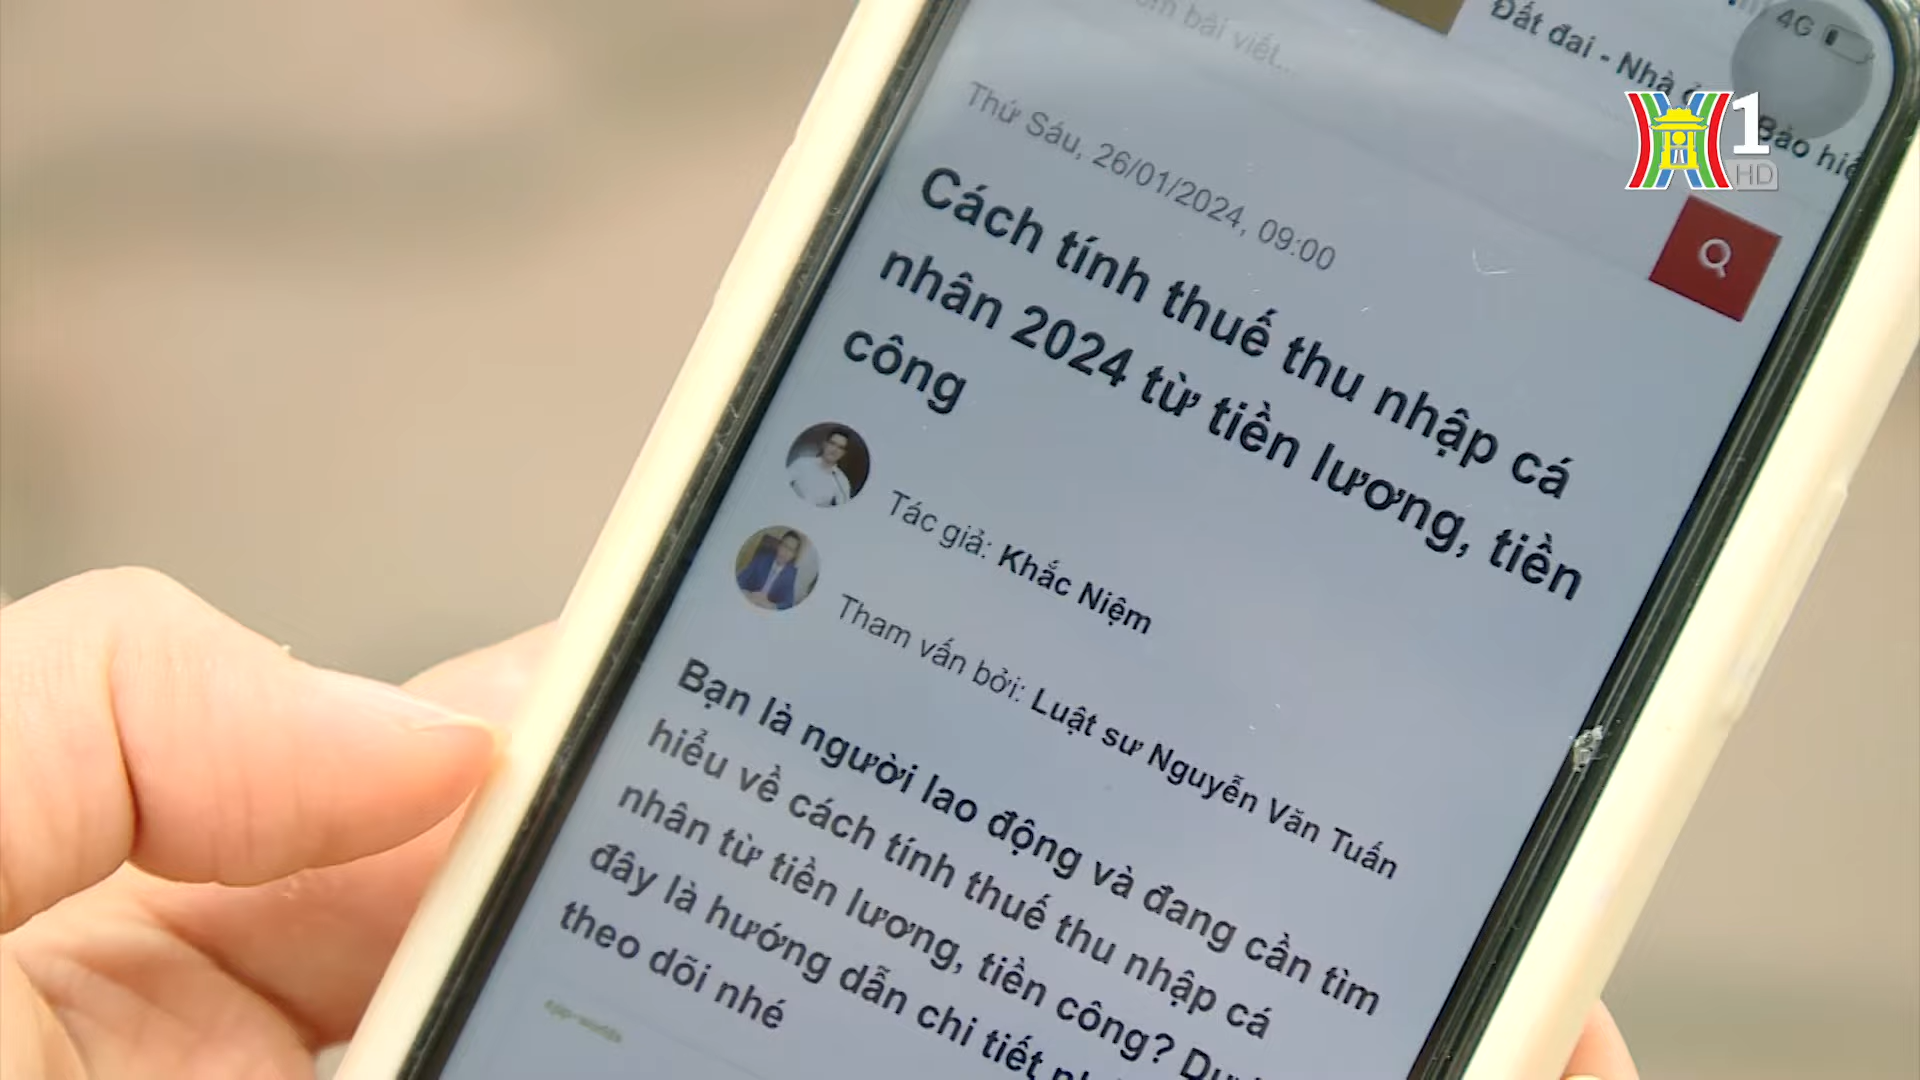 4G
Đất đai - Nhà ở
bài viết...
1
HD
Bảo hiể
Thứ Sáu, 26/01/2024, 09:00
Cách tính thuế thu nhập cá
nhân 2024 từ tiền lương, tiền
công
Tác giả: Khắc Niệm
Tham vấn bởi: Luật sư Nguyễn Văn Tuấn
Bạn là người lao động và đang cần tìm
hiểu về cách tính thuế thu nhập cá
nhân từ tiền lương, tiền công?
đây là hướng dẫn chi tiết
theo dõi nhé